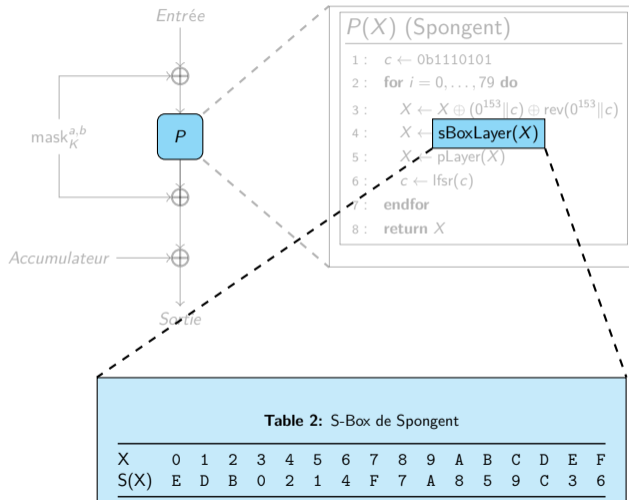 Entrée
mask_K^{a,b}
P
Accumulateur
Sortie
P(X) (Spongent)
1 : c ← 0b1110101
2 : for i = 0, . . . , 79 do
3 : X ← X ⊕ (0^{153}‖c) ⊕ rev(0^{153}‖c)
4 : X ← sBoxLayer(X)
5 : X ← pLayer(X)
6 : c ← lfsr(c)
7 : endfor
8 : return X
Table 2: S-Box de Spongent
X 0 1 2 3 4 5 6 7 8 9 A B C D E F
S(X) E D B 0 2 1 4 F 7 A 8 5 9 C 3 6